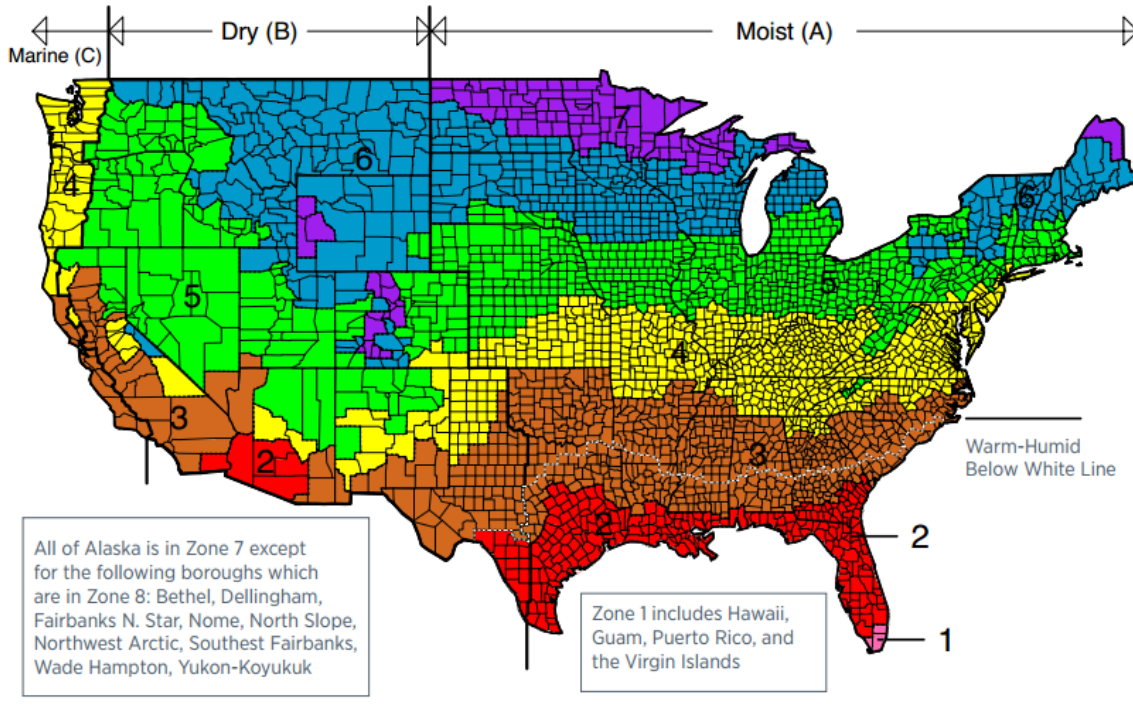 Marine (C)
Dry (B)
Moist (A)
7
6
6
4
5
5
4
3
3
3
2
2
2
1
Warm-Humid
Below White Line
All of Alaska is in Zone 7 except
for the following boroughs which
are in Zone 8: Bethel, Dellingham,
Fairbanks N. Star, Nome, North Slope,
Northwest Arctic, Southest Fairbanks,
Wade Hampton, Yukon-Koyukuk
Zone 1 includes Hawaii,
Guam, Puerto Rico, and
the Virgin Islands